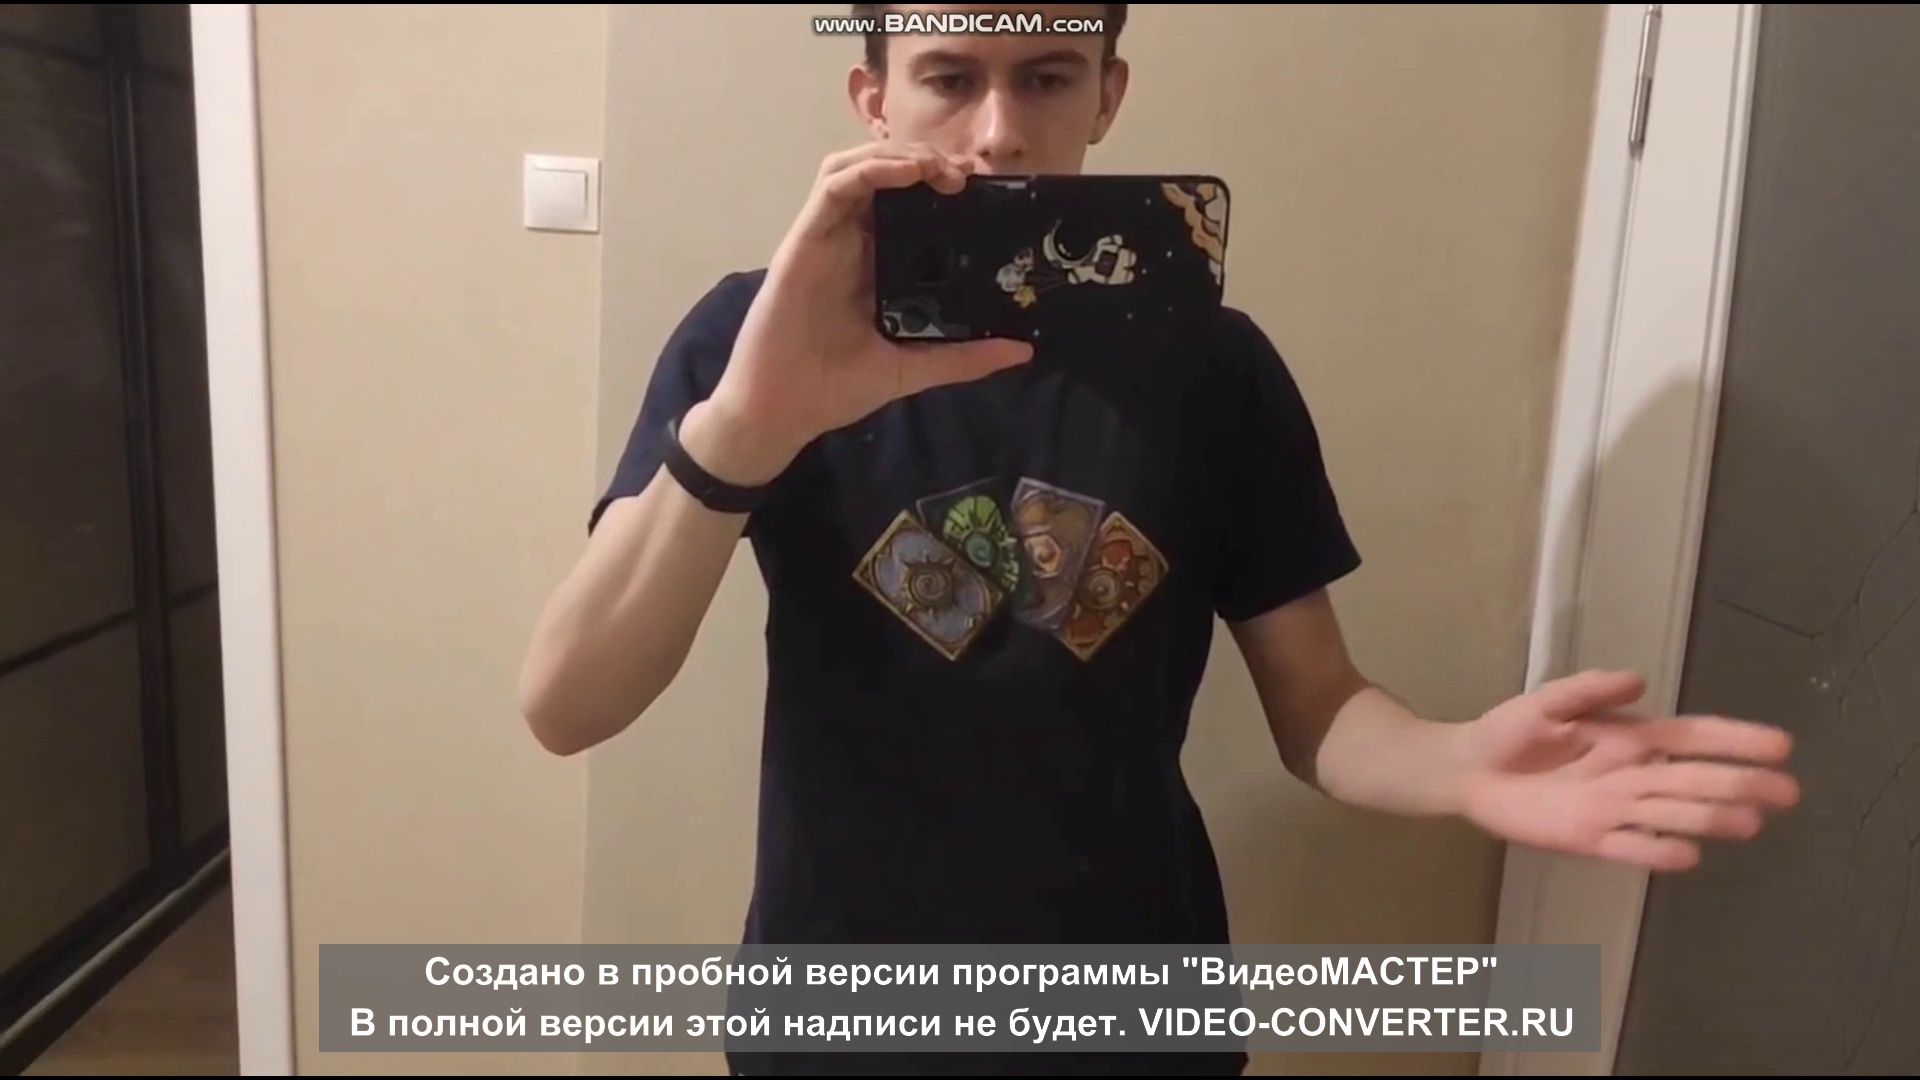 www.BANDICAM.com
Создано в пробной версии программы "ВидеоМАСТЕР"
В полной версии этой надписи не будет. VIDEO-CONVERTER.RU